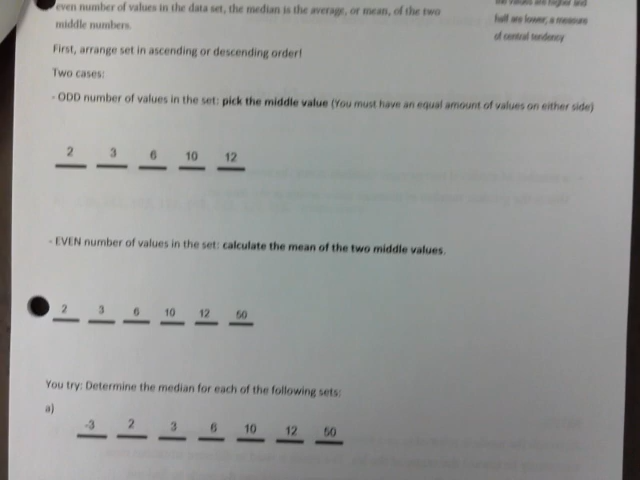 even number of values in the data set, the median is the average, or mean, of the two
middle numbers.
the values are higher and
half are lower; a measure
of central tendency
First, arrange set in ascending or descending order!
Two cases:
- ODD number of values in the set: pick the middle value (You must have an equal amount of values on either side)
2 3 6 10 12
- EVEN number of values in the set: calculate the mean of the two middle values.
2 3 6 10 12 50
You try: Determine the median for each of the following sets:
a)
-3 2 3 6 10 12 50